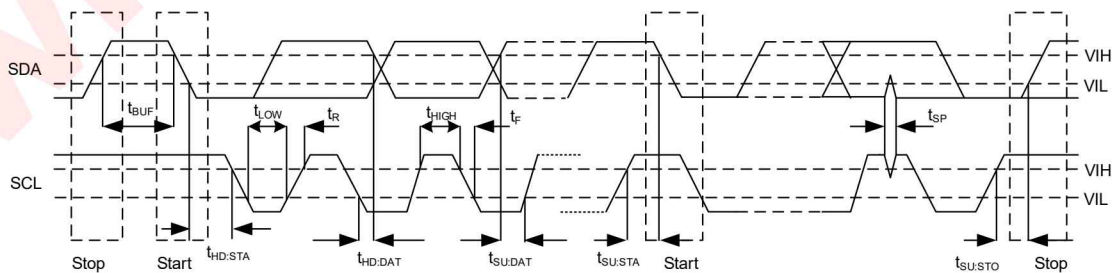 SDA
VIH
VIL
tBUF
tLOW
tR
tHIGH
tF
tSP
SCL
VIH
VIL
tHD:STA
tHD:DAT
tSU:DAT
tSU:STA
tSU:STO
Stop
Start
Start
Stop